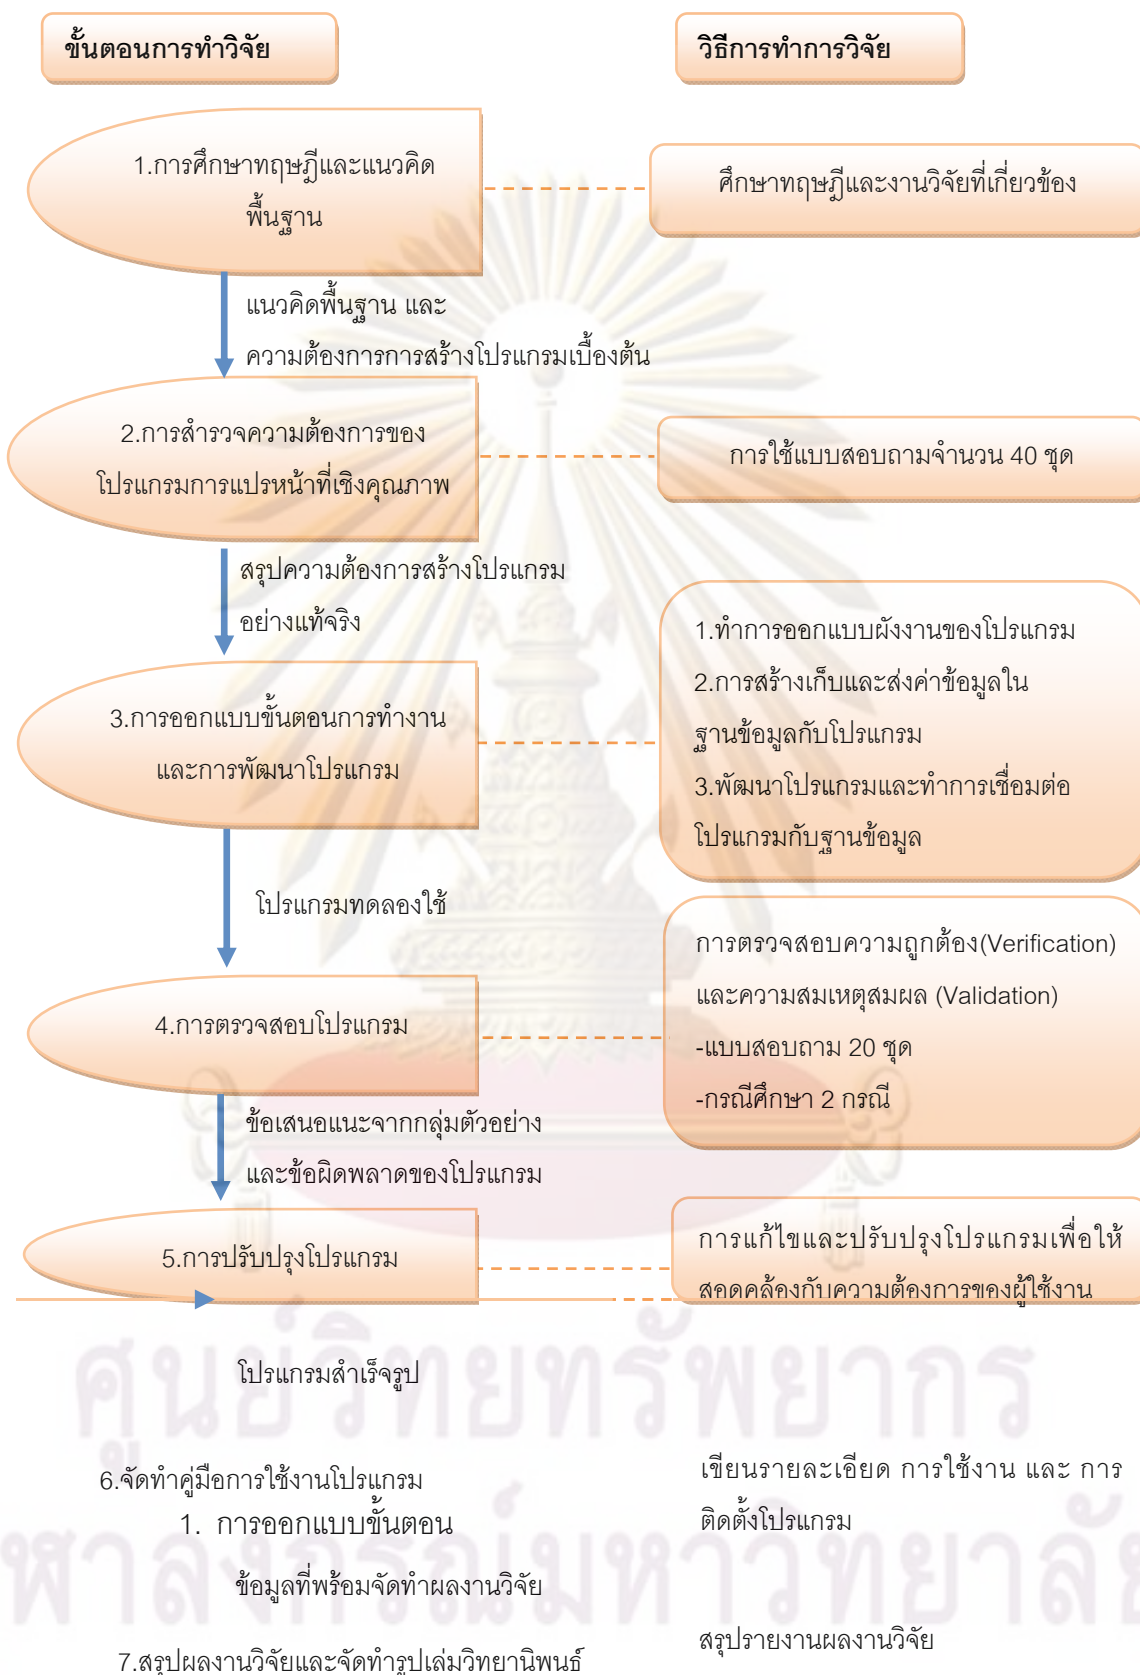 ขั้นตอนการทำวิจัย
วิธีการทำการวิจัย
1.การศึกษาทฤษฎีและแนวคิด
พื้นฐาน
ศึกษาทฤษฎีและงานวิจัยที่เกี่ยวข้อง
แนวคิดพื้นฐาน และ
ความต้องการการสร้างโปรแกรมเบื้องต้น
2.การสำรวจความต้องการของ
โปรแกรมการแปรหน้าที่เชิงคุณภาพ
การใช้แบบสอบถามจำนวน 40 ชุด
สรุปความต้องการสร้างโปรแกรม
อย่างแท้จริง
3.การออกแบบขั้นตอนการทำงาน
และการพัฒนาโปรแกรม
1.ทำการออกแบบผังงานของโปรแกรม
2.การสร้างเก็บและส่งค่าข้อมูลใน
ฐานข้อมูลกับโปรแกรม
3.พัฒนาโปรแกรมและทำการเชื่อมต่อ
โปรแกรมกับฐานข้อมูล
โปรแกรมทดลองใช้
4.การตรวจสอบโปรแกรม
การตรวจสอบความถูกต้อง(Verification)
และความสมเหตุสมผล (Validation)
-แบบสอบถาม 20 ชุด
-กรณีศึกษา 2 กรณี
ข้อเสนอแนะจากกลุ่มตัวอย่าง
และข้อผิดพลาดของโปรแกรม
5.การปรับปรุงโปรแกรม
การแก้ไขและปรับปรุงโปรแกรมเพื่อให้
สอดคล้องกับความต้องการของผู้ใช้งาน
ศูนย์วิทยทรัพยากร
โปรแกรมสำเร็จรูป
6.จัดทำคู่มือการใช้งานโปรแกรม
เขียนรายละเอียด การใช้งาน และ การ
ติดตั้งโปรแกรม
1. การออกแบบขั้นตอน
ฬาลงกรณ์มหาวิทยาลัย
ข้อมูลที่พร้อมจัดทำผลงานวิจัย
7.สรุปผลงานวิจัยและจัดทำรูปเล่มวิทยานิพนธ์
สรุปรายงานผลงานวิจัย